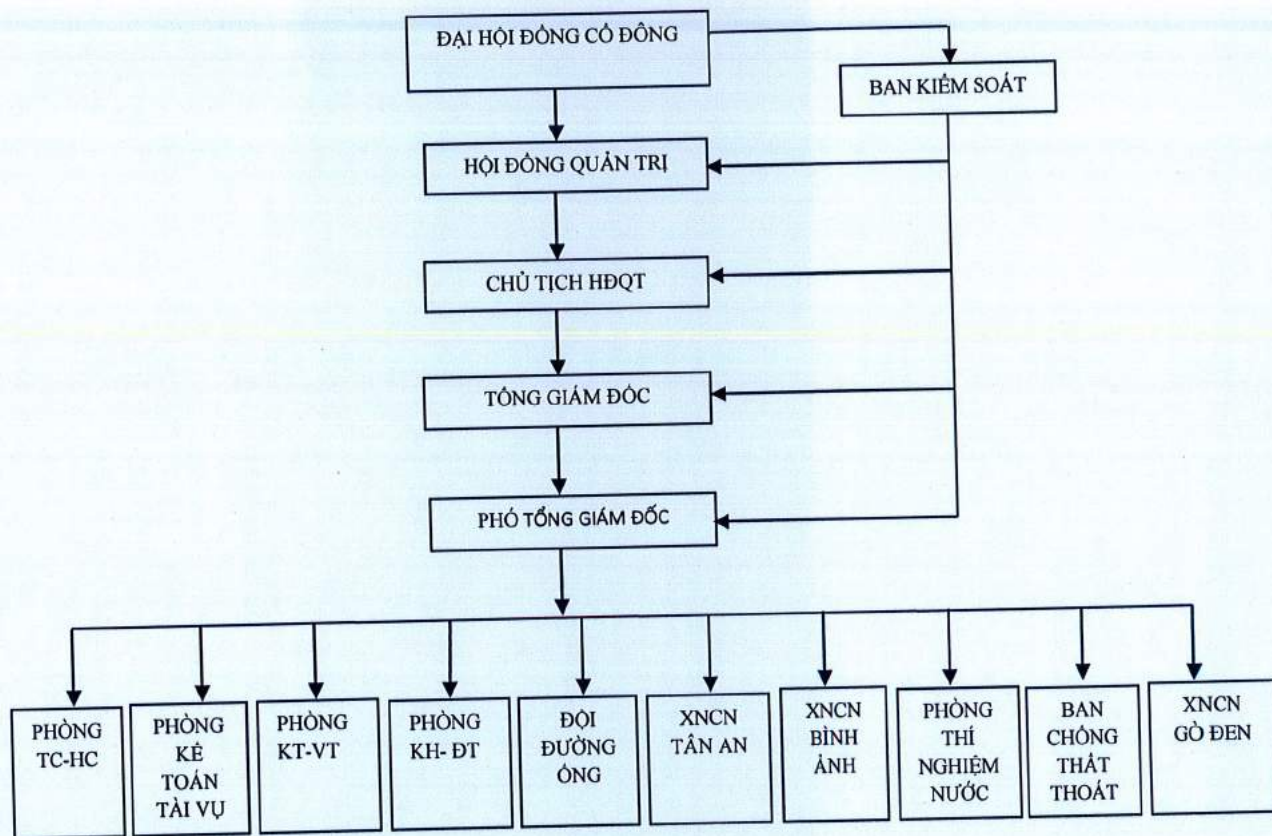 ĐẠI HỘI ĐỒNG CỔ ĐÔNG
BAN KIỂM SOÁT
HỘI ĐỒNG QUẢN TRỊ
CHỦ TỊCH HĐQT
TỔNG GIÁM ĐỐC
PHÓ TỔNG GIÁM ĐỐC
PHÒNG
TC-HC
PHÒNG
KẾ
TOÁN
TÀI VỤ
PHÒNG
KT-VT
PHÒNG
KH- ĐT
ĐỘI
ĐƯỜNG
ỐNG
XNCN
TÂN AN
XNCN
BÌNH
ẢNH
PHÒNG
THÍ
NGHIỆM
NƯỚC
BAN
CHỐNG
THẤT
THOÁT
XNCN
GÒ ĐEN